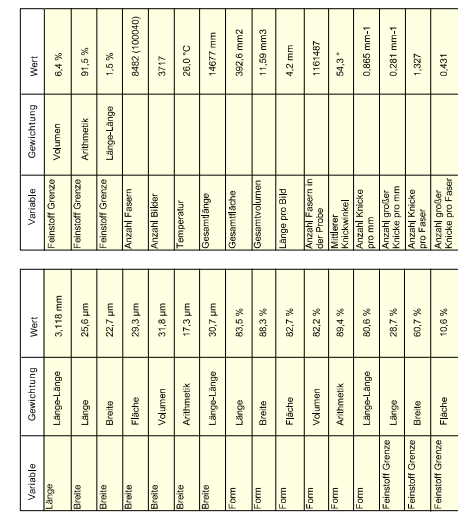 Variable Gewichtung Wert
Länge Länge-Länge 3,118 mm
Breite Länge 25,6 µm
Breite Breite 22,7 µm
Breite Fläche 29,3 µm
Breite Volumen 31,8 µm
Breite Arithmetik 17,3 µm
Breite Länge-Länge 30,7 µm
Form Länge 83,5 %
Form Breite 88,3 %
Form Fläche 82,7 %
Form Volumen 82,2 %
Form Arithmetik 89,4 %
Form Länge-Länge 80,6 %
Feinstoff Grenze Länge 28,7 %
Feinstoff Grenze Breite 60,7 %
Feinstoff Grenze Fläche 10,6 %
Variable Gewichtung Wert
Feinstoff Grenze Volumen 6,4 %
Feinstoff Grenze Arithmetik 91,5 %
Feinstoff Grenze Länge-Länge 1,5 %
Anzahl Fasern 8482 (100040)
Anzahl Bilder 3717
Temperatur 26,0 °C
Gesamtlänge 14677 mm
Gesamtfläche 392,6 mm2
Gesamtvolumen 11,59 mm3
Länge pro Bild 4,2 mm
Anzahl Fasern in
der Probe 1161487
Mittlerer
Knickwinkel 54,3 °
Anzahl Knicke
pro mm 0,865 mm-1
Anzahl großer
Knicke pro mm 0,281 mm-1
Anzahl Knicke
pro Faser 1,327
Anzahl großer
Knicke pro Faser 0,431